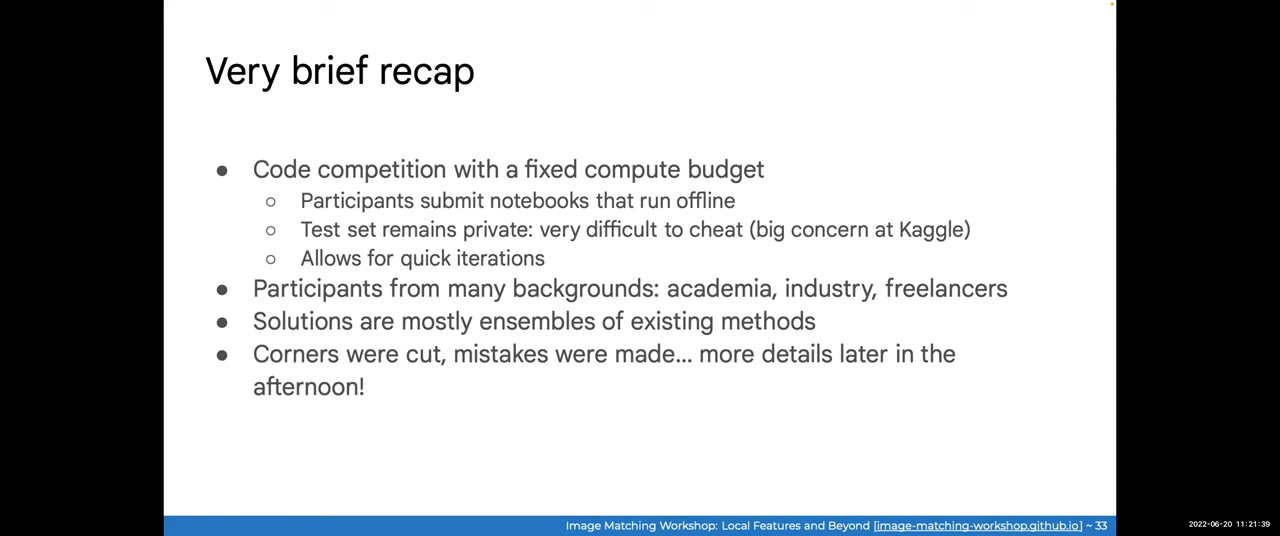 Very brief recap
● Code competition with a fixed compute budget
○ Participants submit notebooks that run offline
○ Test set remains private: very difficult to cheat (big concern at Kaggle)
○ Allows for quick iterations
● Participants from many backgrounds: academia, industry, freelancers
● Solutions are mostly ensembles of existing methods
● Corners were cut, mistakes were made... more details later in the
afternoon!
Image Matching Workshop: Local Features and Beyond [image-matching-workshop.github.io] ~ 33
2022-06-20 11:21:39